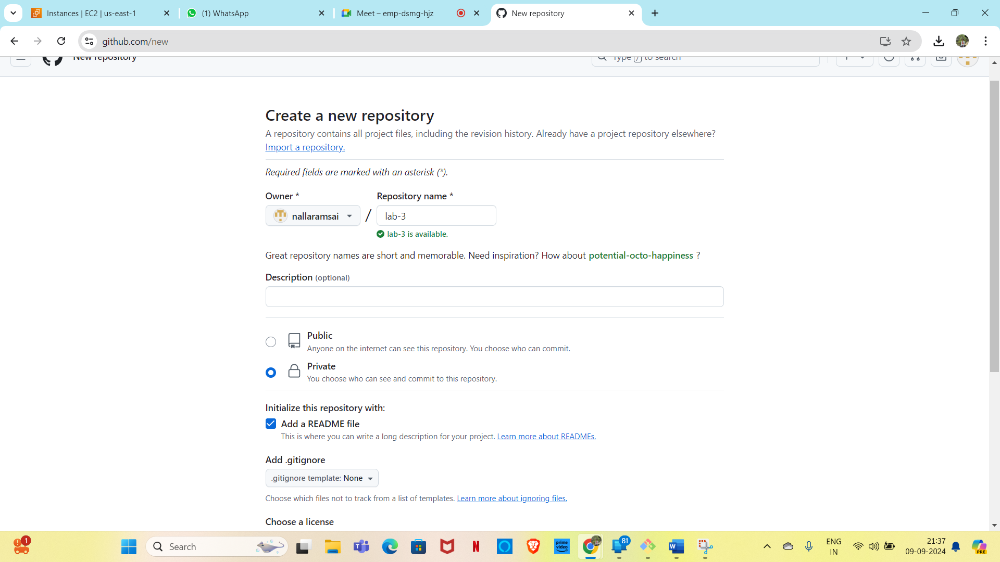 Instances | EC2 | us-east-1
(1) WhatsApp
Meet – emp-dsmg-hjz
New repository
github.com/new
New repository
Type / to search
Create a new repository
A repository contains all project files, including the revision history. Already have a project repository elsewhere?
Import a repository.
Required fields are marked with an asterisk (*).
Owner *
Repository name *
nallaramsai
/
lab-3
lab-3 is available.
Great repository names are short and memorable. Need inspiration? How about potential-octo-happiness ?
Description (optional)
Public
Anyone on the internet can see this repository. You choose who can commit.
Private
You choose who can see and commit to this repository.
Initialize this repository with:
Add a README file
This is where you can write a long description for your project. Learn more about READMEs.
Add .gitignore
.gitignore template: None
Choose which files not to track from a list of templates. Learn more about ignoring files.
Choose a license
1
Search
N
prime video
81
W
ENG
IN
21:37
09-09-2024
PRE